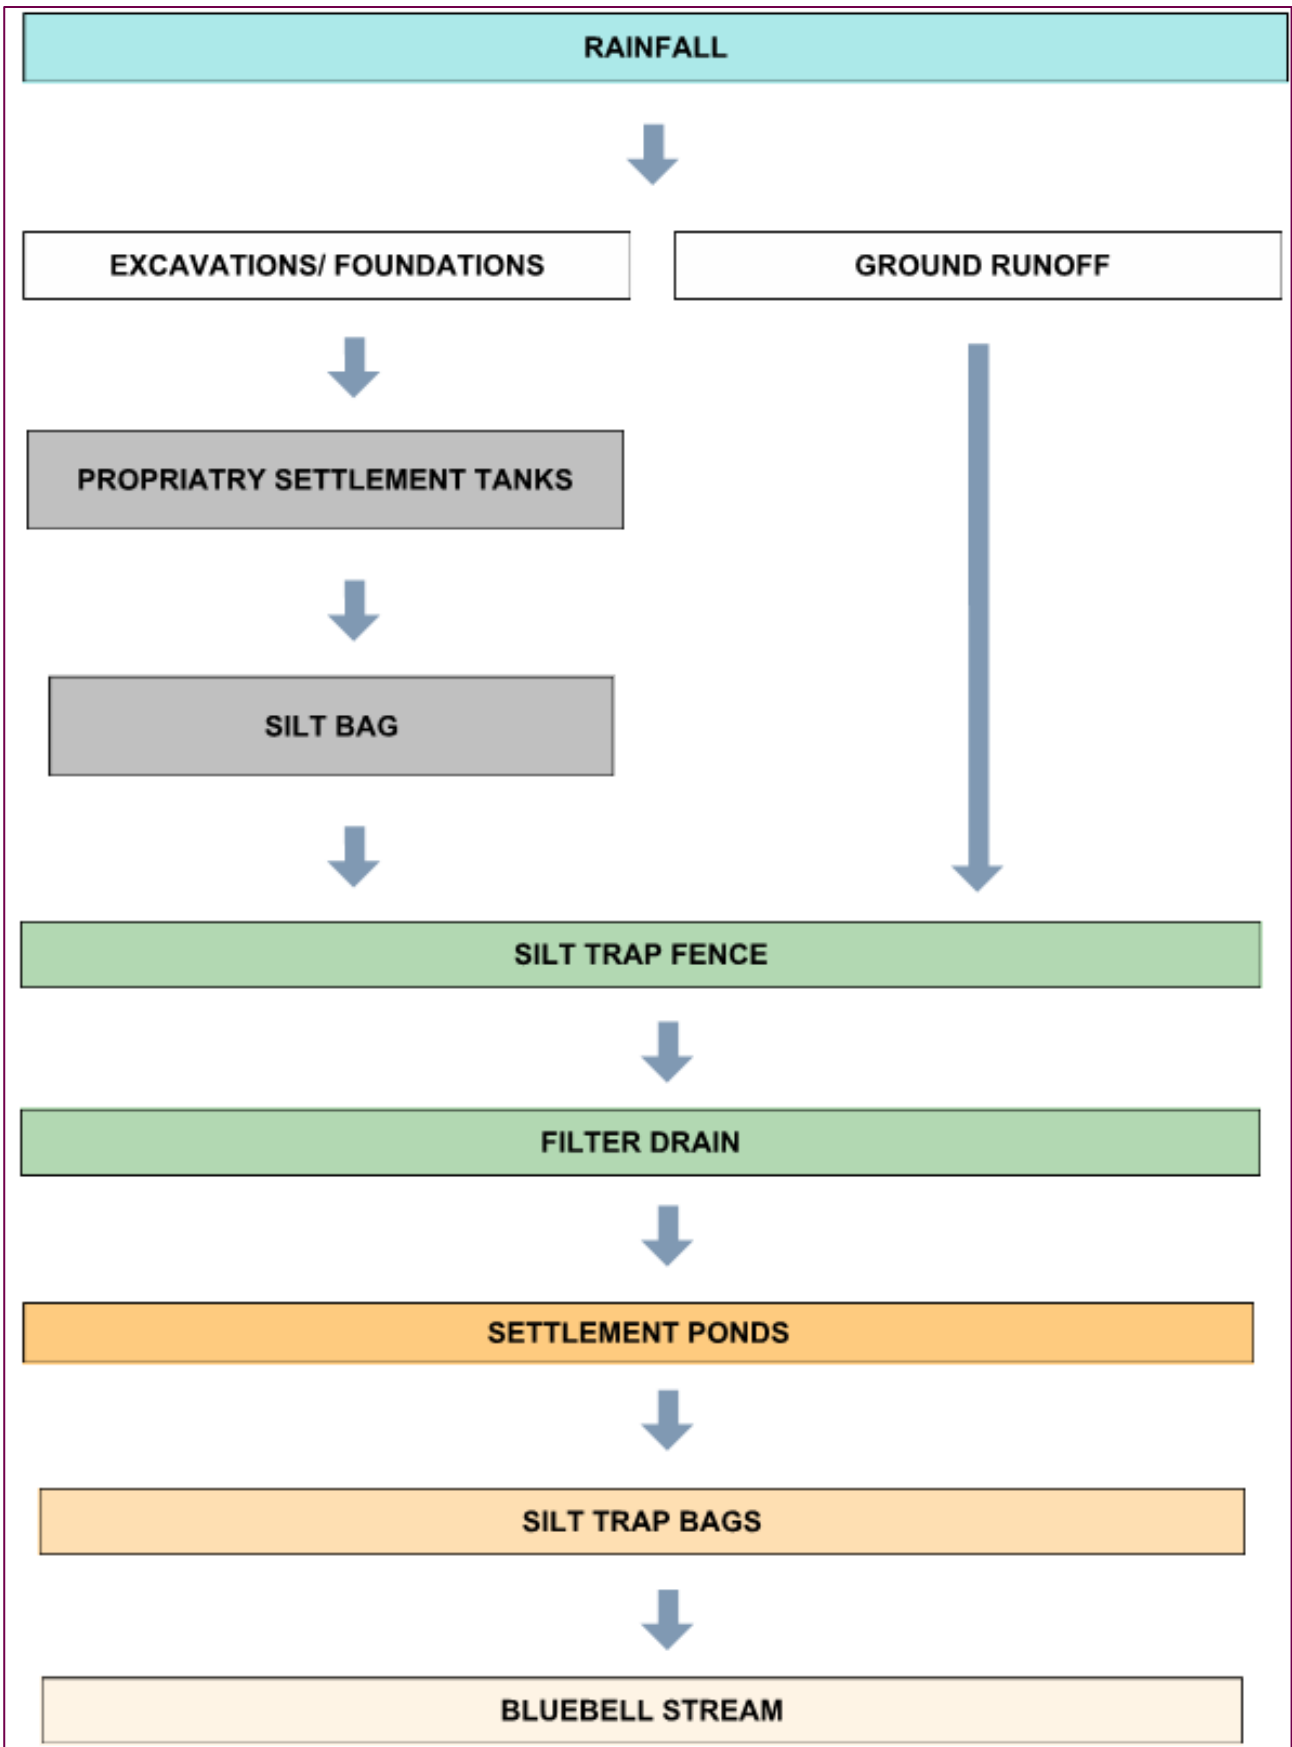 RAINFALL
EXCAVATIONS/ FOUNDATIONS
GROUND RUNOFF
PROPRIATRY SETTLEMENT TANKS
SILT BAG
SILT TRAP FENCE
FILTER DRAIN
SETTLEMENT PONDS
SILT TRAP BAGS
BLUEBELL STREAM